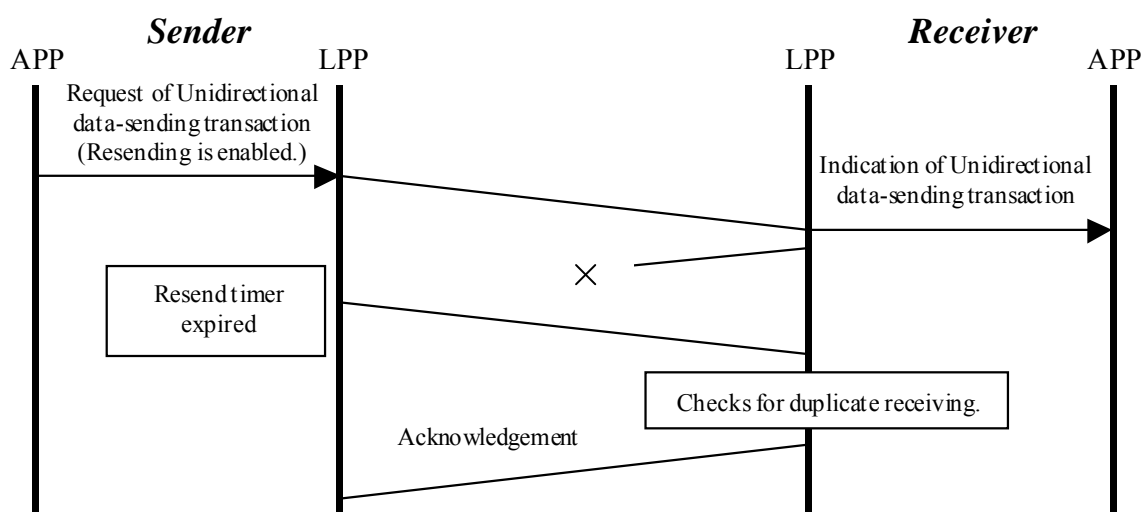 Sender
Receiver
APP
LPP
LPP
APP
Request of Unidirectional
data-sending transaction
(Resending is enabled.)
Indication of Unidirectional
data-sending transaction
Resend timer
expired
Checks for duplicate receiving.
Acknowledgement